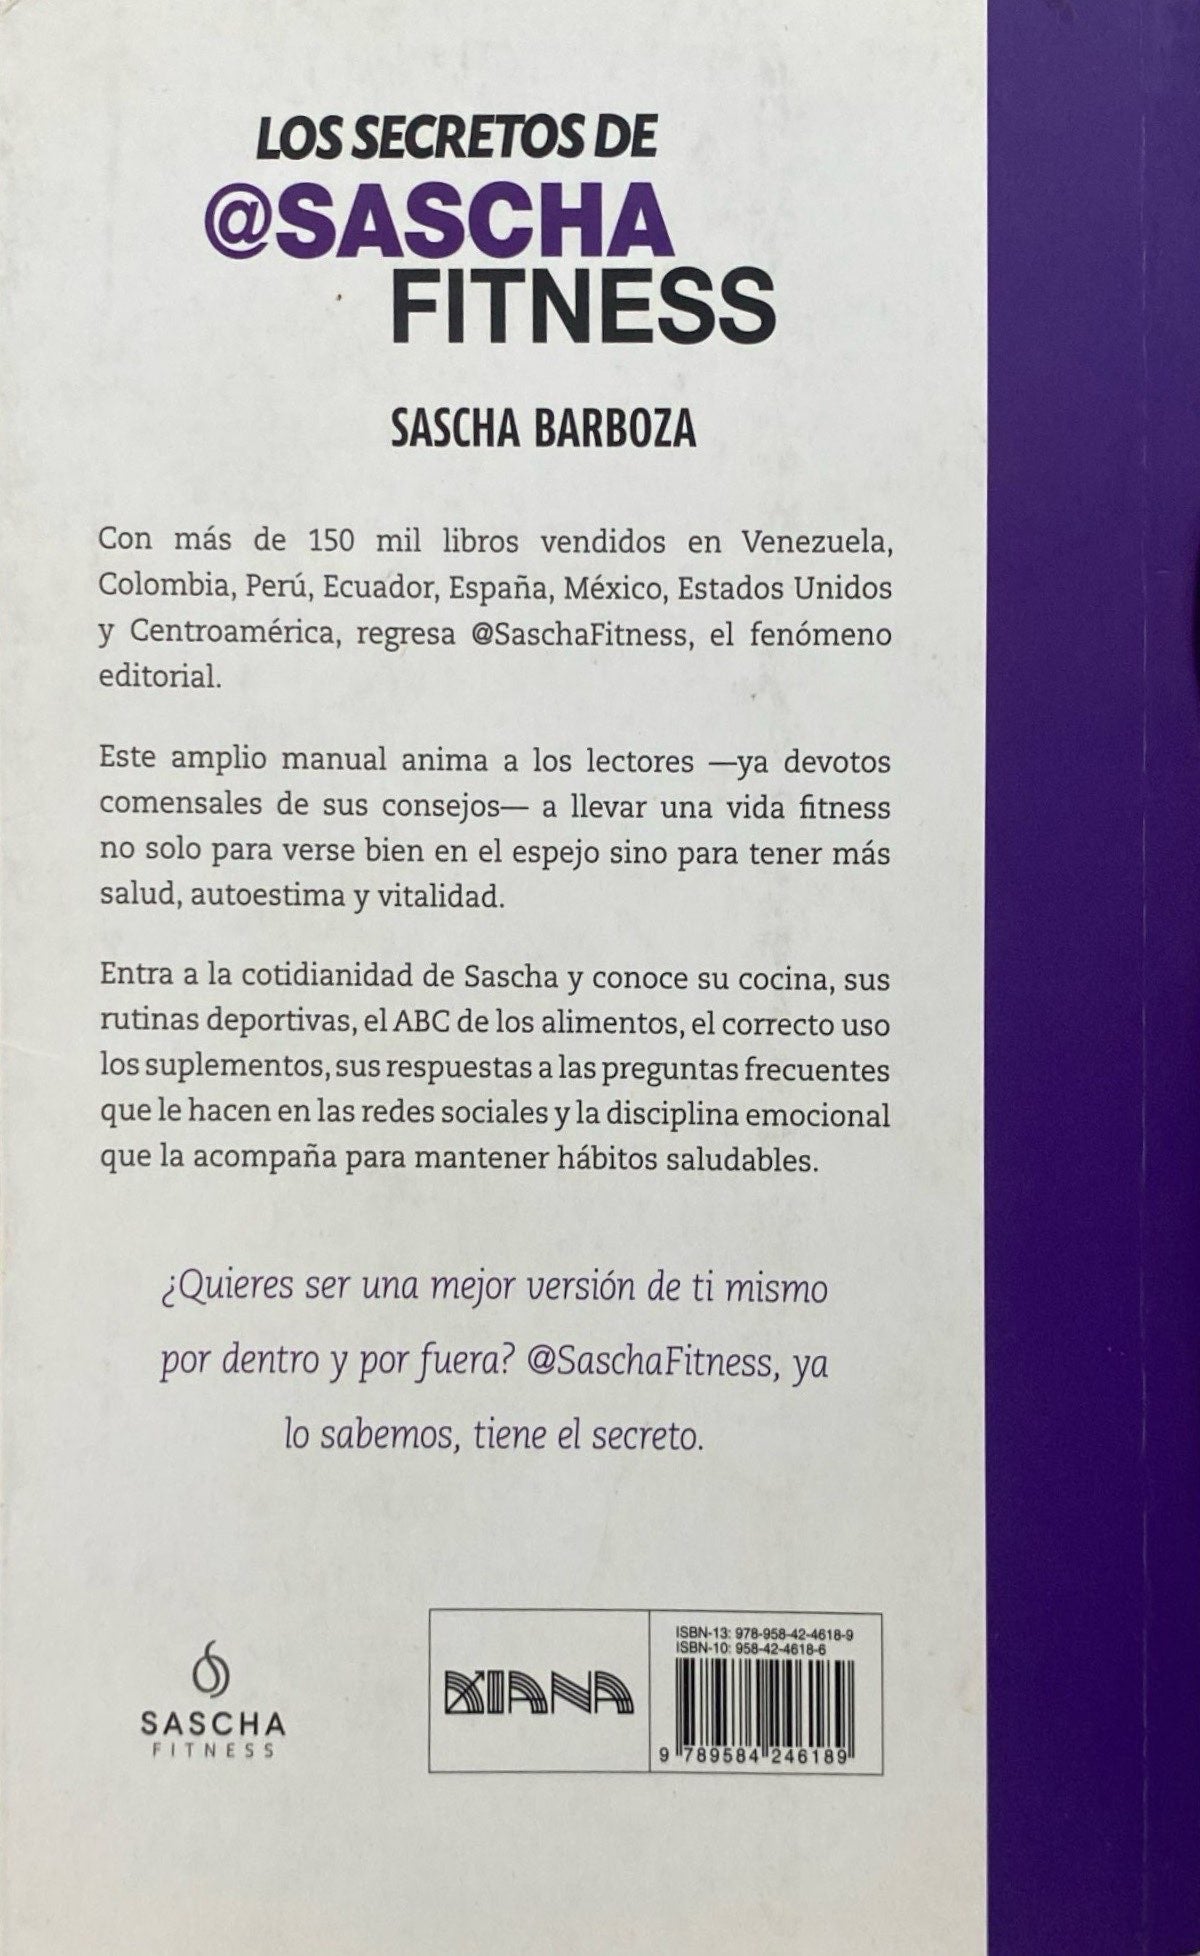 LOS SECRETOS DE
@SASCHA
FITNESS
SASCHA BARBOZA
Con más de 150 mil libros vendidos en Venezuela,
Colombia, Perú, Ecuador, España, México, Estados Unidos
y Centroamérica, regresa @SaschaFitness, el fenómeno
editorial.
Este amplio manual anima a los lectores —ya devotos
comensales de sus consejos— a llevar una vida fitness
no solo para verse bien en el espejo sino para tener más
salud, autoestima y vitalidad.
Entra a la cotidianidad de Sascha y conoce su cocina, sus
rutinas deportivas, el ABC de los alimentos, el correcto uso
los suplementos, sus respuestas a las preguntas frecuentes
que le hacen en las redes sociales y la disciplina emocional
que la acompaña para mantener hábitos saludables.
¿Quieres ser una mejor versión de ti mismo
por dentro y por fuera? @SaschaFitness, ya
lo sabemos, tiene el secreto.
SASCHA
FITNESS
DIANA
ISBN-13: 978-958-42-4618-9
ISBN-10: 958-42-4618-6
9 789584 246189